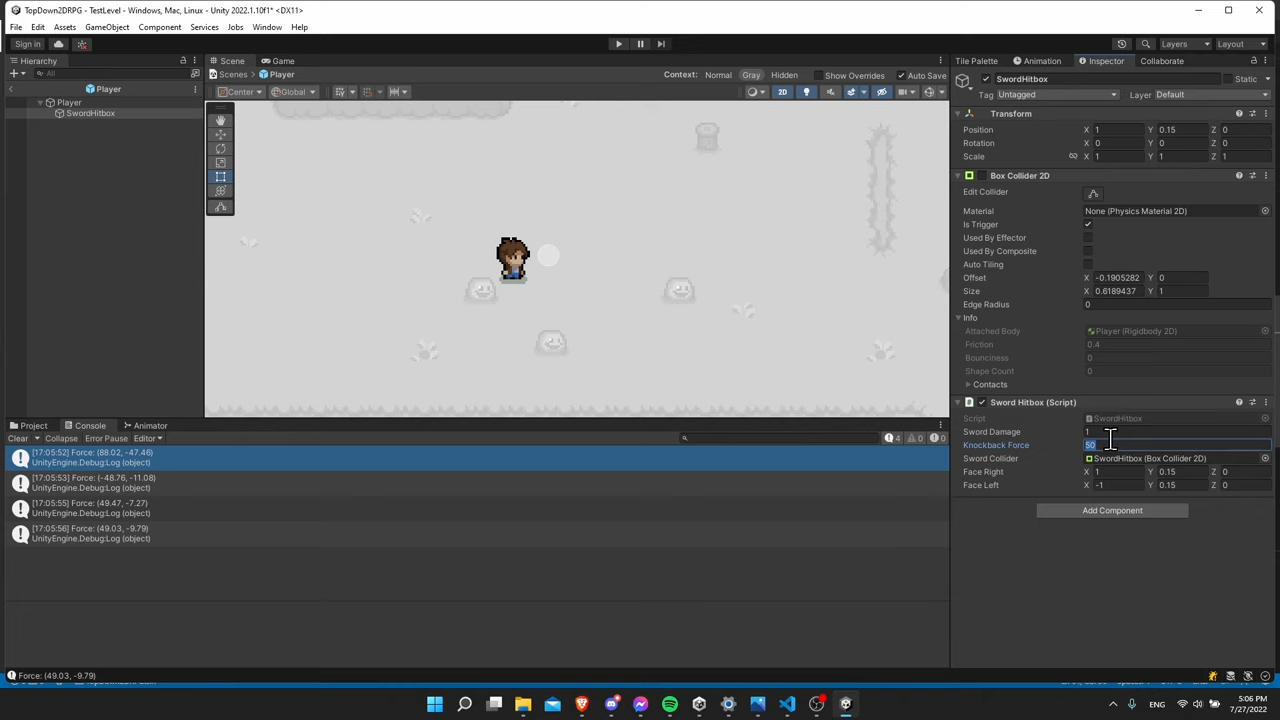 TopDown2DRPG - TestLevel - Windows, Mac, Linux - Unity 2022.1.10f1* <DX11>
File Edit Assets GameObject Component Services Jobs Window Help
Sign in Layers Layout
Hierarchy Scene Game Tile Palette Animation Inspector Collaborate
All Scenes Player Context: Normal Gray Hidden Show Overrides Auto Save
Player
Player
SwordHitbox
Center Global 2D
SwordHitbox Static
Tag Untagged Layer Default
Transform
Position X 1 Y 0.15 Z 0
Rotation X 0 Y 0 Z 0
Scale X 1 Y 1 Z 1
Box Collider 2D
Edit Collider
Material None (Physics Material 2D)
Is Trigger
Used By Effector
Used By Composite
Auto Tiling
Offset X -0.1905282 Y 0
Size X 0.6189437 Y 1
Edge Radius 0
Info
Attached Body Player (Rigidbody 2D)
Friction 0.4
Bounciness 0
Shape Count 0
Contacts
Sword Hitbox (Script)
Script SwordHitbox
Sword Damage 1
Knockback Force 50
Sword Collider SwordHitbox (Box Collider 2D)
Face Right X 1 Y 0.15 Z 0
Face Left X -1 Y 0.15 Z 0
Add Component
Project Console Animator
Clear Collapse Error Pause Editor 4 0 0
[17:05:52] Force: (88.02, -47.46)
UnityEngine.Debug:Log (object)
[17:05:53] Force: (-48.76, -11.08)
UnityEngine.Debug:Log (object)
[17:05:55] Force: (49.47, -7.27)
UnityEngine.Debug:Log (object)
[17:05:56] Force: (49.03, -9.79)
UnityEngine.Debug:Log (object)
Force: (49.03, -9.79)
ENG
5:06 PM
7/27/2022